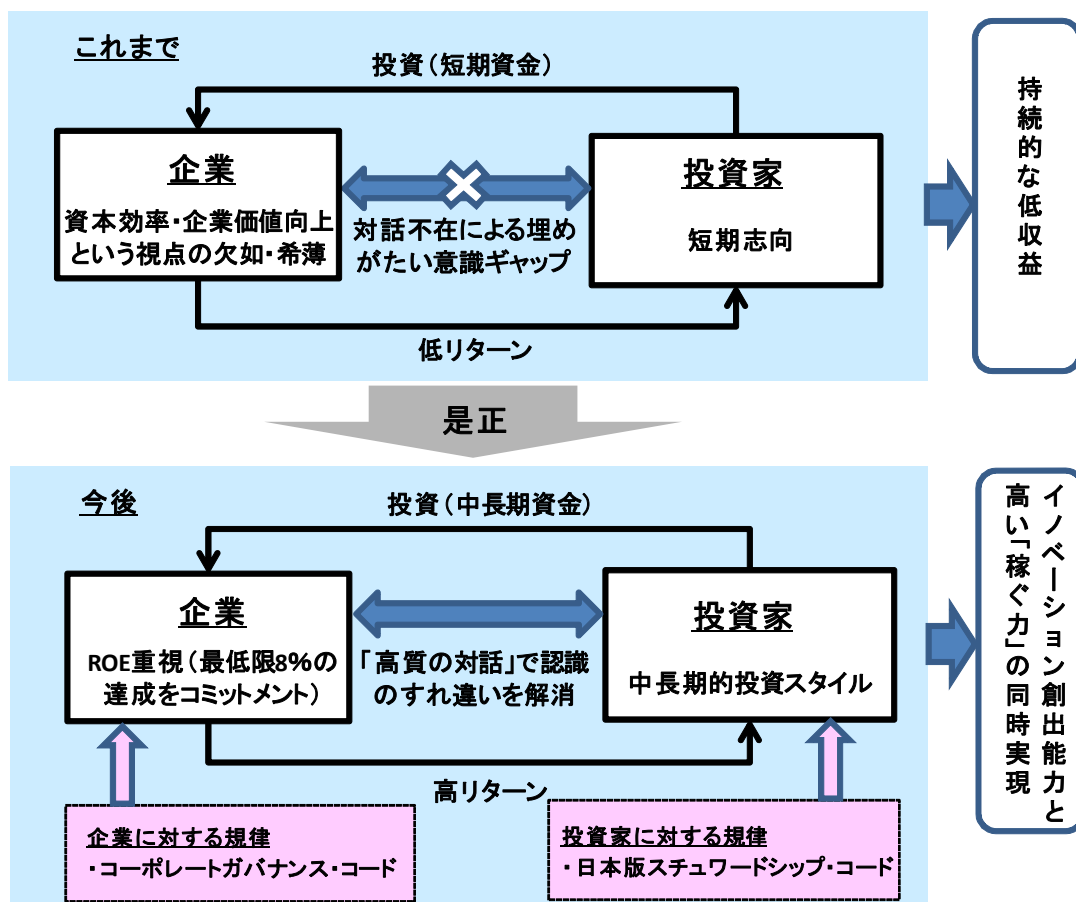 これまで
投資（短期資金）
企業
資本効率・企業価値向上
という視点の欠如・希薄
対話不在による埋め
がたい意識ギャップ
投資家
短期志向
低リターン
持続的な低収益
是正
今後
投資（中長期資金）
企業
ROE重視（最低限8％の
達成をコミットメント）
「高質の対話」で認識
のすれ違いを解消
投資家
中長期的投資スタイル
高リターン
イノベーション創出能力と
高い「稼ぐ力」の同時実現
企業に対する規律
・コーポレートガバナンス・コード
投資家に対する規律
・日本版スチュワードシップ・コード